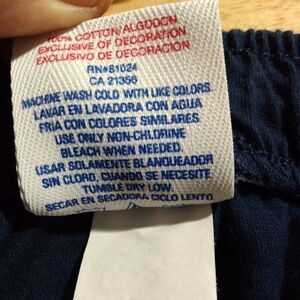 100% COTTON/ALGODON
EXCLUSIVE OF DECORATION
EXCLUSIVO DE DECORACION
RN#81024
CA 21356
MACHINE WASH COLD WITH LIKE COLORS.
LAVAR EN LAVADORA CON AGUA
FRIA CON COLORES SIMILARES
USE ONLY NON-CHLORINE
BLEACH WHEN NEEDED.
USAR SOLAMENTE BLANQUEADOR
SIN CLORO, CUANDO SE NECESITE
TUMBLE DRY LOW.
SECAR EN SECADORA CICLO LENTO.